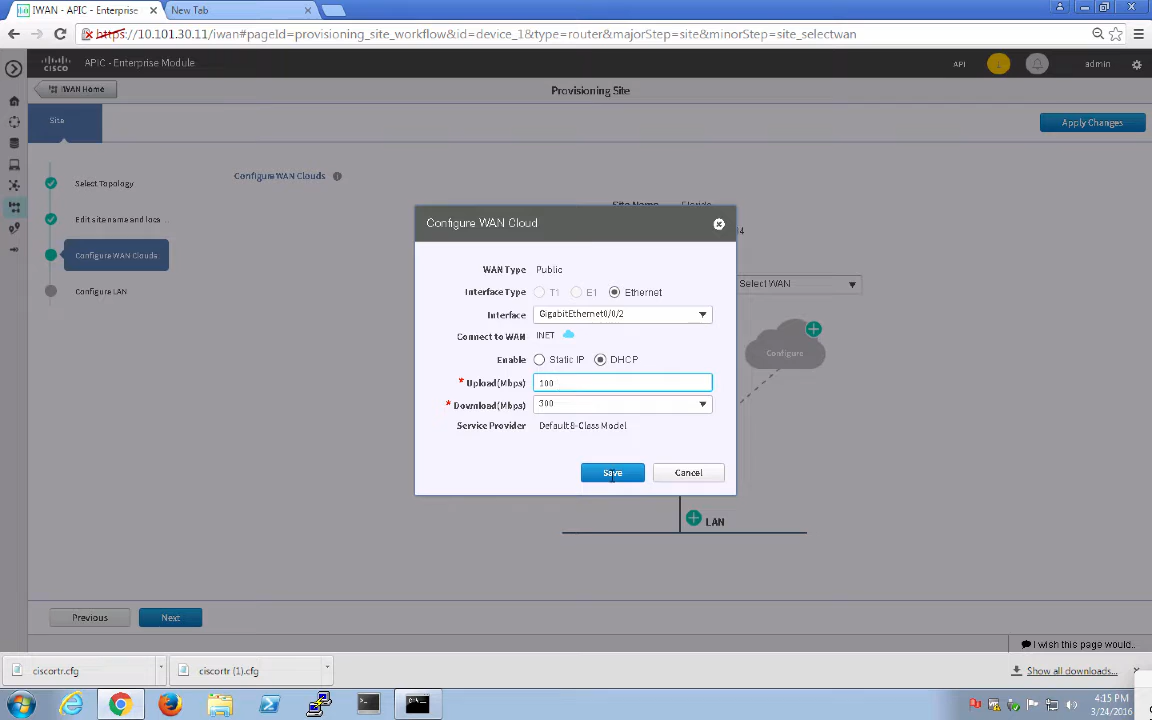 IWAN - APIC - Enterprise
New Tab
https://10.101.30.11/iwan#pageId=provisioning_site_workflow&id=device_1&type=router&majorStep=site&minorStep=site_selectwan
CISCO
APIC - Enterprise Module
API
admin
IWAN Home
Provisioning Site
Site
Apply Changes
Select Topology
Edit site name and loca ...
Configure WAN Clouds
Configure LAN
Configure WAN Clouds
Site Name
Florida
Select WAN
Configure
LAN
Configure WAN Cloud
WAN Type Public
Interface Type T1 E1 Ethernet
Interface GigabitEthernet0/0/2
Connect to WAN INET
Enable Static IP DHCP
* Upload(Mbps) 100
* Download(Mbps) 300
Service Provider Default 8-Class Model
Save Cancel
Previous Next
I wish this page would..
ciscortr.cfg
ciscortr (1).cfg
Show all downloads...
4:15 PM
3/24/2016